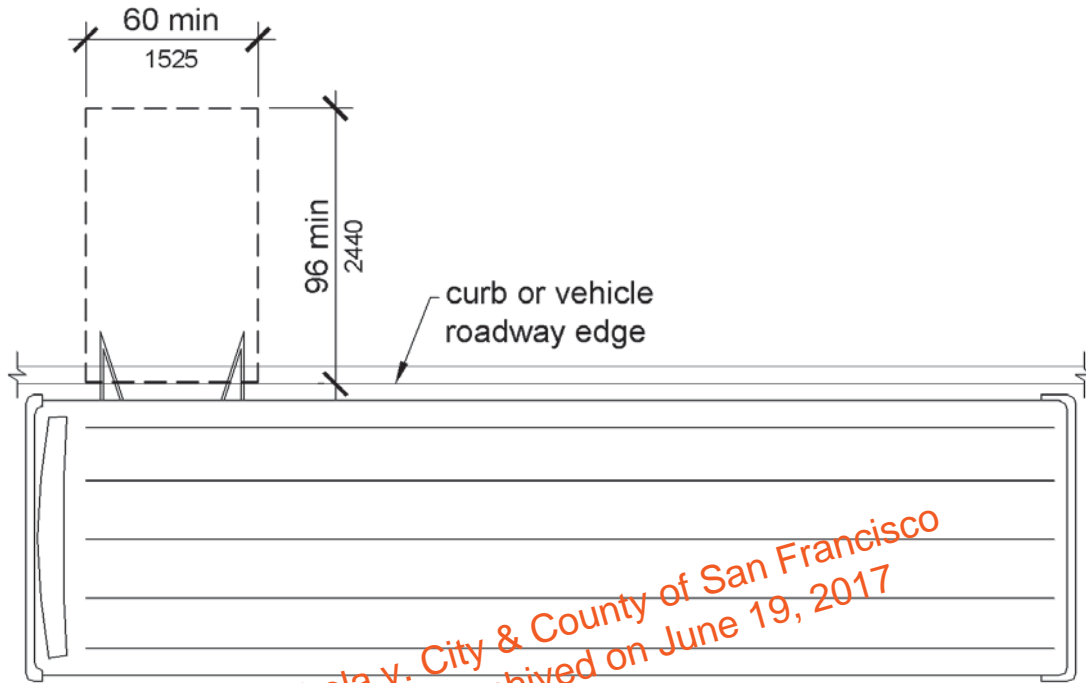 60 min
1525
96 min
2440
curb or vehicle
roadway edge
v. City & County of San Francisco
on June 19, 2017